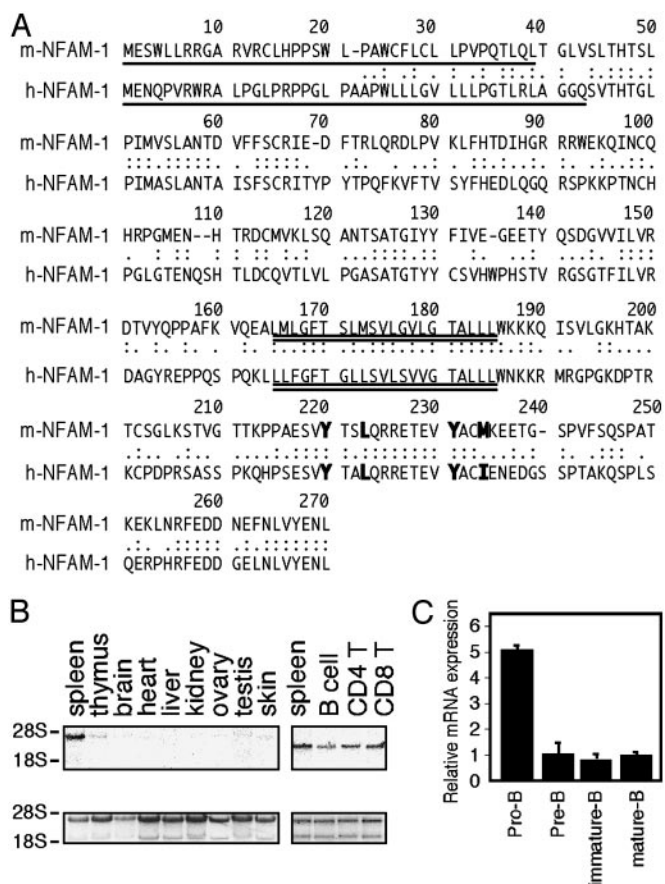 A
10 20 30 40 50
m-NFAM-1 MESWLLRRGA RVRCLHPPSW L-PAWCFLCL LPVPQTLQLT GLVSLTHTSL
..:.: .:: :: .:.: : ::::.:
h-NFAM-1 MENQPVRWRA LPGLPRPPGL PAAPWLLLGV LLLPGTLRLA GGQSVTHTGL
60 70 80 90 100
m-NFAM-1 PIMVSLANTD VFFSCRIE-D FTRLQRDLPV KLFHTDIHGR RRWEKQINCQ
h-NFAM-1 PIMASLANTA ISFSCRITYP YTPQFKVFTV SYFHEDLQGQ RSPKKPTNCH
110 120 130 140 150
m-NFAM-1 HRPGMEN--H TRDCMVKLSQ ANTSATGIYY FIVE-GEETY QSDGVVILVR
h-NFAM-1 PGLGTENQSH TLDCQVTLVL PGASATGTYY CSVHWPHSTV RGSGTFILVR
160 170 180 190 200
m-NFAM-1 DTVYQPPAFK VQEALMLGFT SLMSVLGVLG TALLLWKKKQ ISVLGKHTAK
h-NFAM-1 DAGYREPPQS PQKLLLFGFT GLLSVLSVVG TALLLWNKKR MRGPGKDPTR
210 220 230 240 250
m-NFAM-1 TCSGLKSTVG TTKPPAESVY TSLQRRETEV YACMKEETG- SPVFSQSPAT
h-NFAM-1 KCPDPRSASS PKQHPSESVY TALQRRETEV YACIENEDGS SPTAKQSPLS
260 270
m-NFAM-1 KEKLNRFEDD NEFNLVYENL
h-NFAM-1 QERPHRFEDD GELNLVYENL
B
spleen thymus brain heart liver kidney ovary testis skin
spleen B cell CD4 T CD8 T
28S
18S
28S
18S
C
Relative mRNA expression
6
5
4
3
2
1
0
Pro-B Pre-B immature-B mature-B